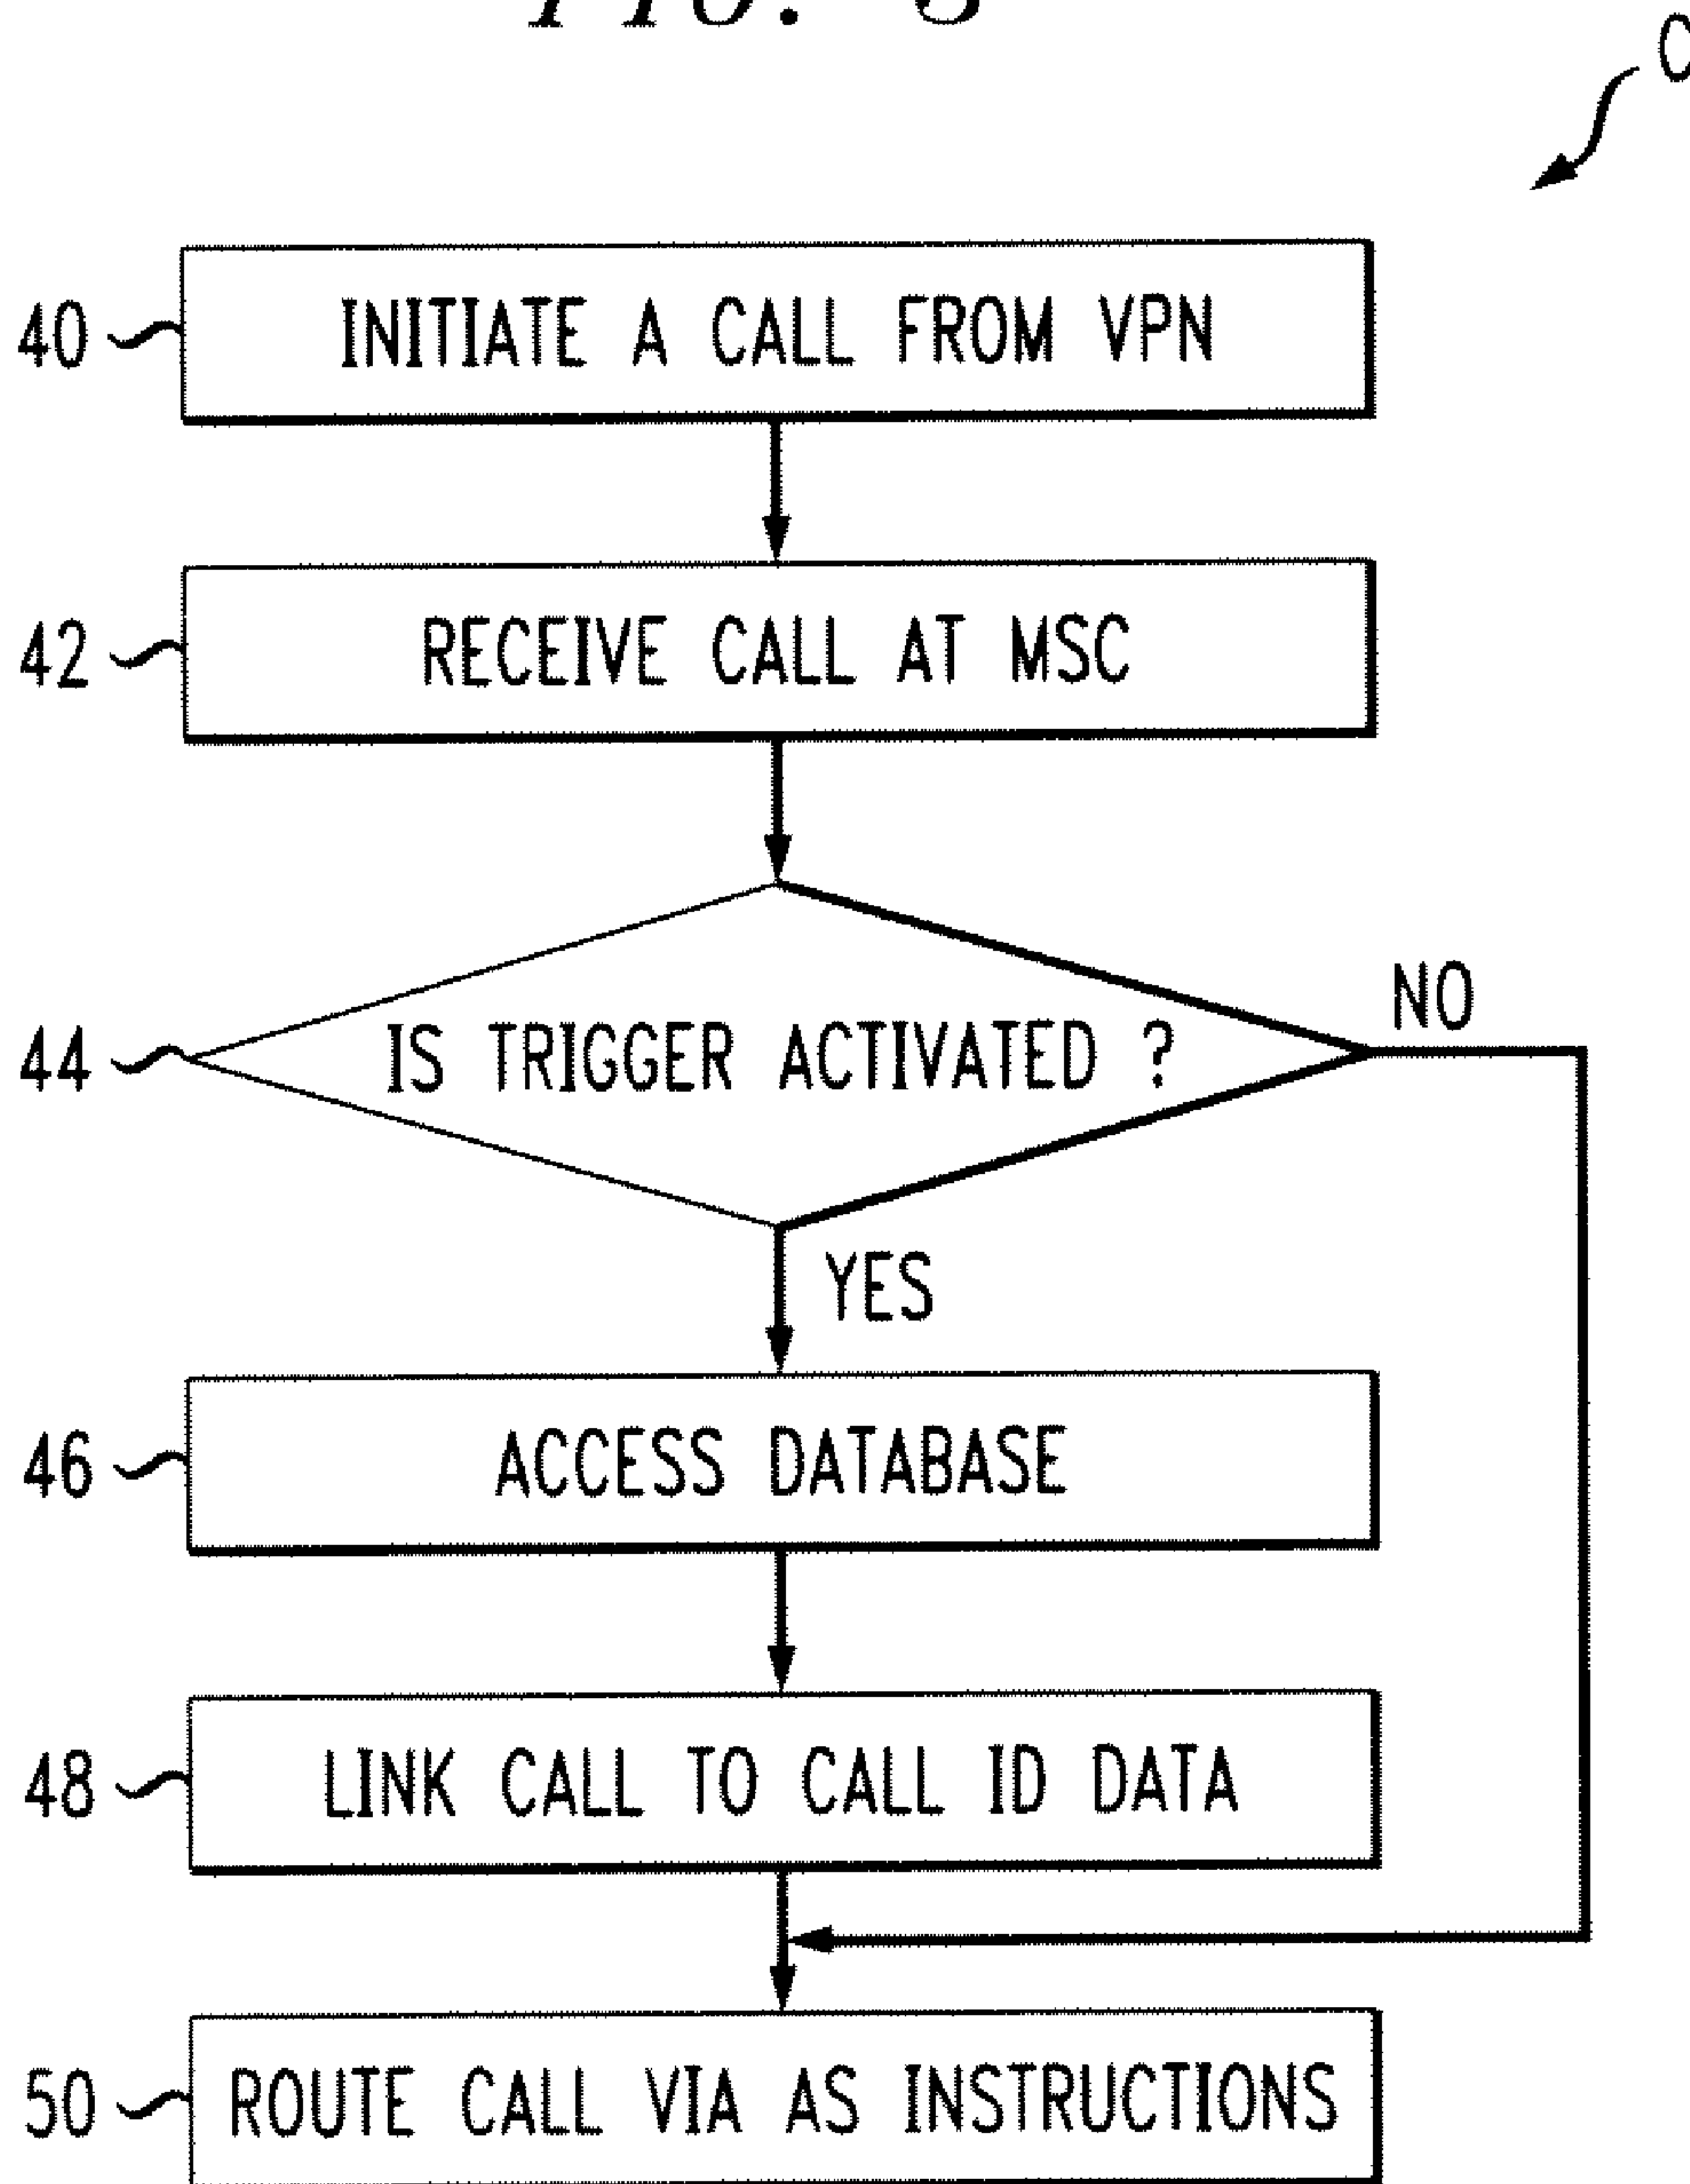 FIG.
40 INITIATE A CALL FROM VPN
42 RECEIVE CALL AT MSC
44 IS TRIGGER ACTIVATED ?
NO
YES
46 ACCESS DATABASE
48 LINK CALL TO CALL ID DATA
50 ROUTE CALL VIA AS INSTRUCTIONS